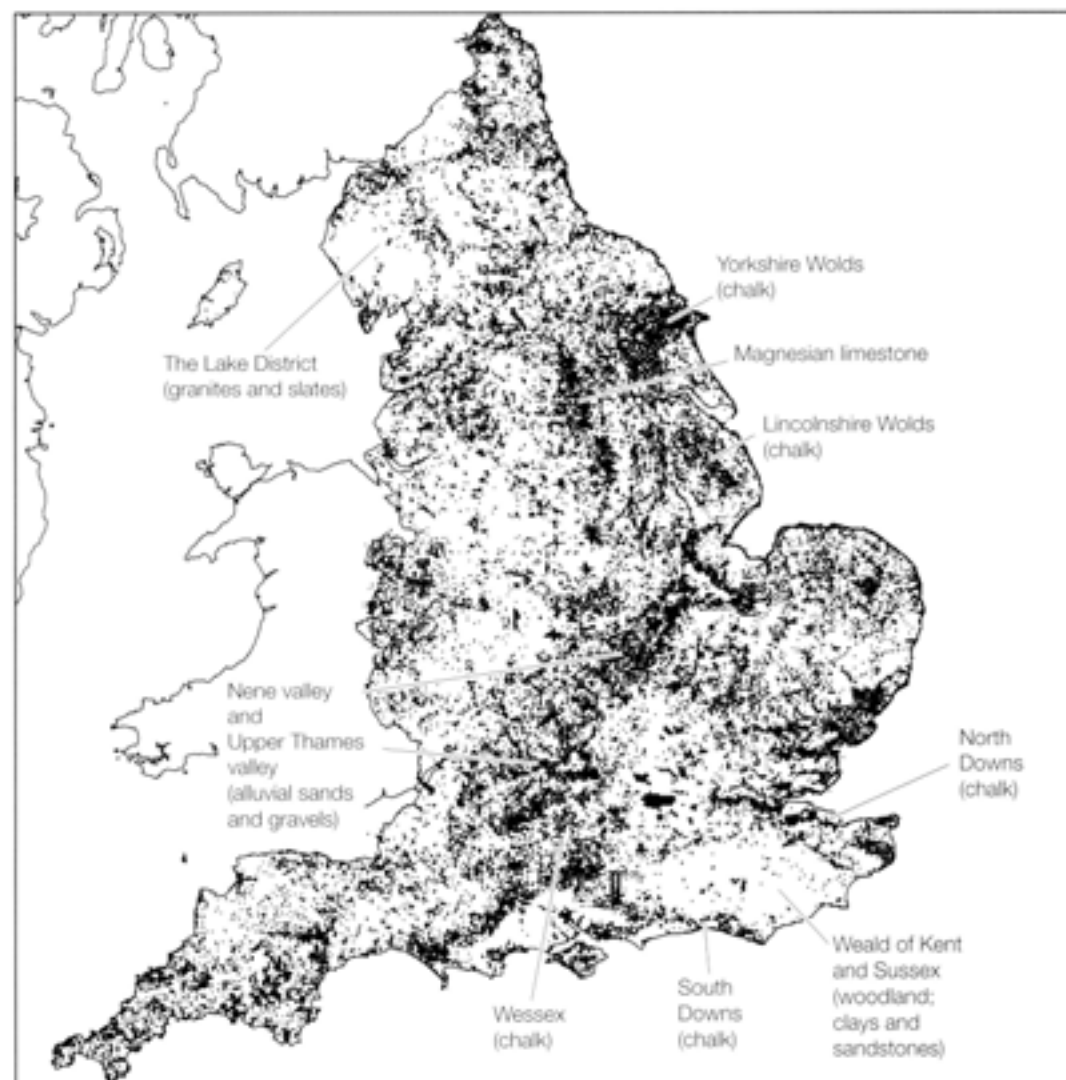 Yorkshire Wolds
(chalk)
Magnesian limestone
The Lake District
(granites and slates)
Lincolnshire Wolds
(chalk)
Nene valley
and
Upper Thames
valley
(alluvial sands
and gravels)
North
Downs
(chalk)
Weald of Kent
and Sussex
(woodland;
clays and
sandstones)
South
Downs
(chalk)
Wessex
(chalk)